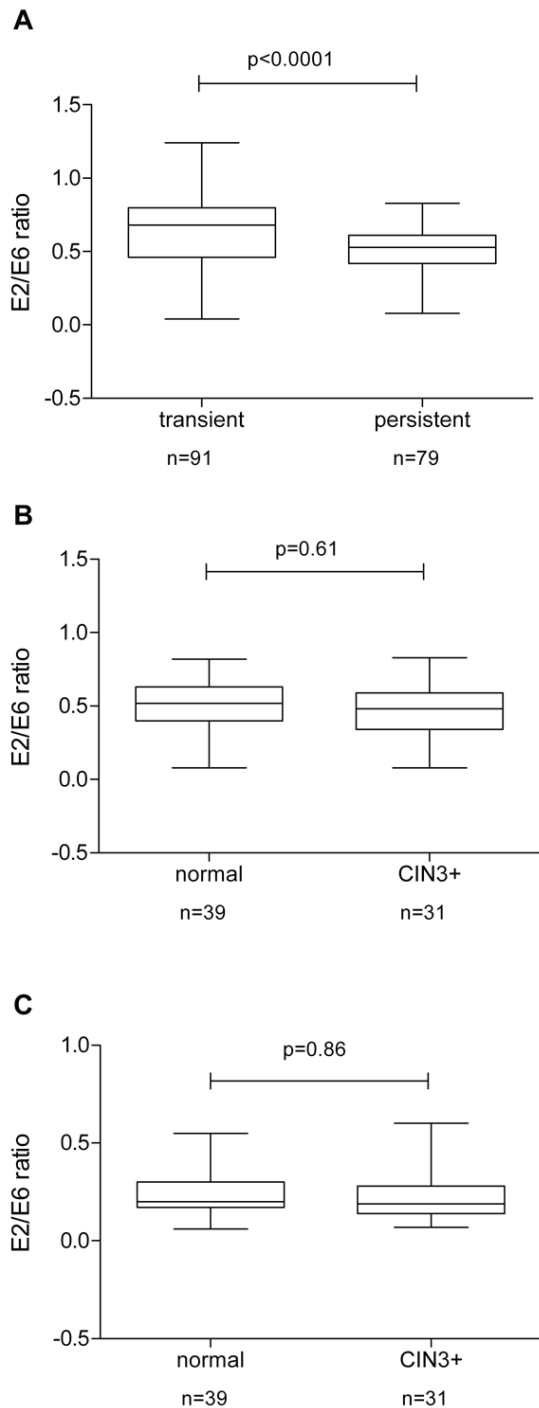 A
p<0.0001
1.5
1.0
0.5
0.0
-0.5
E2/E6 ratio
transient persistent
n=91 n=79
B
p=0.61
1.5
1.0
0.5
0.0
-0.5
E2/E6 ratio
normal CIN3+
n=39 n=31
C
p=0.86
1.0
0.5
0.0
-0.5
E2/E6 ratio
normal CIN3+
n=39 n=31